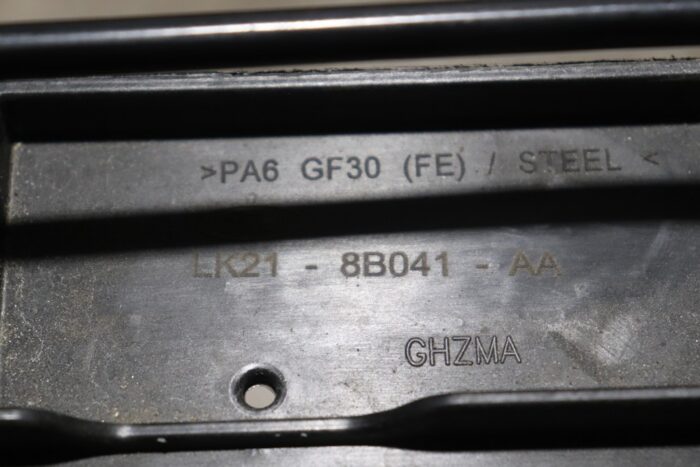 >PA6 GF30 (FE) / STEEL <
LK21 - 8B041 - AA
GHZMA